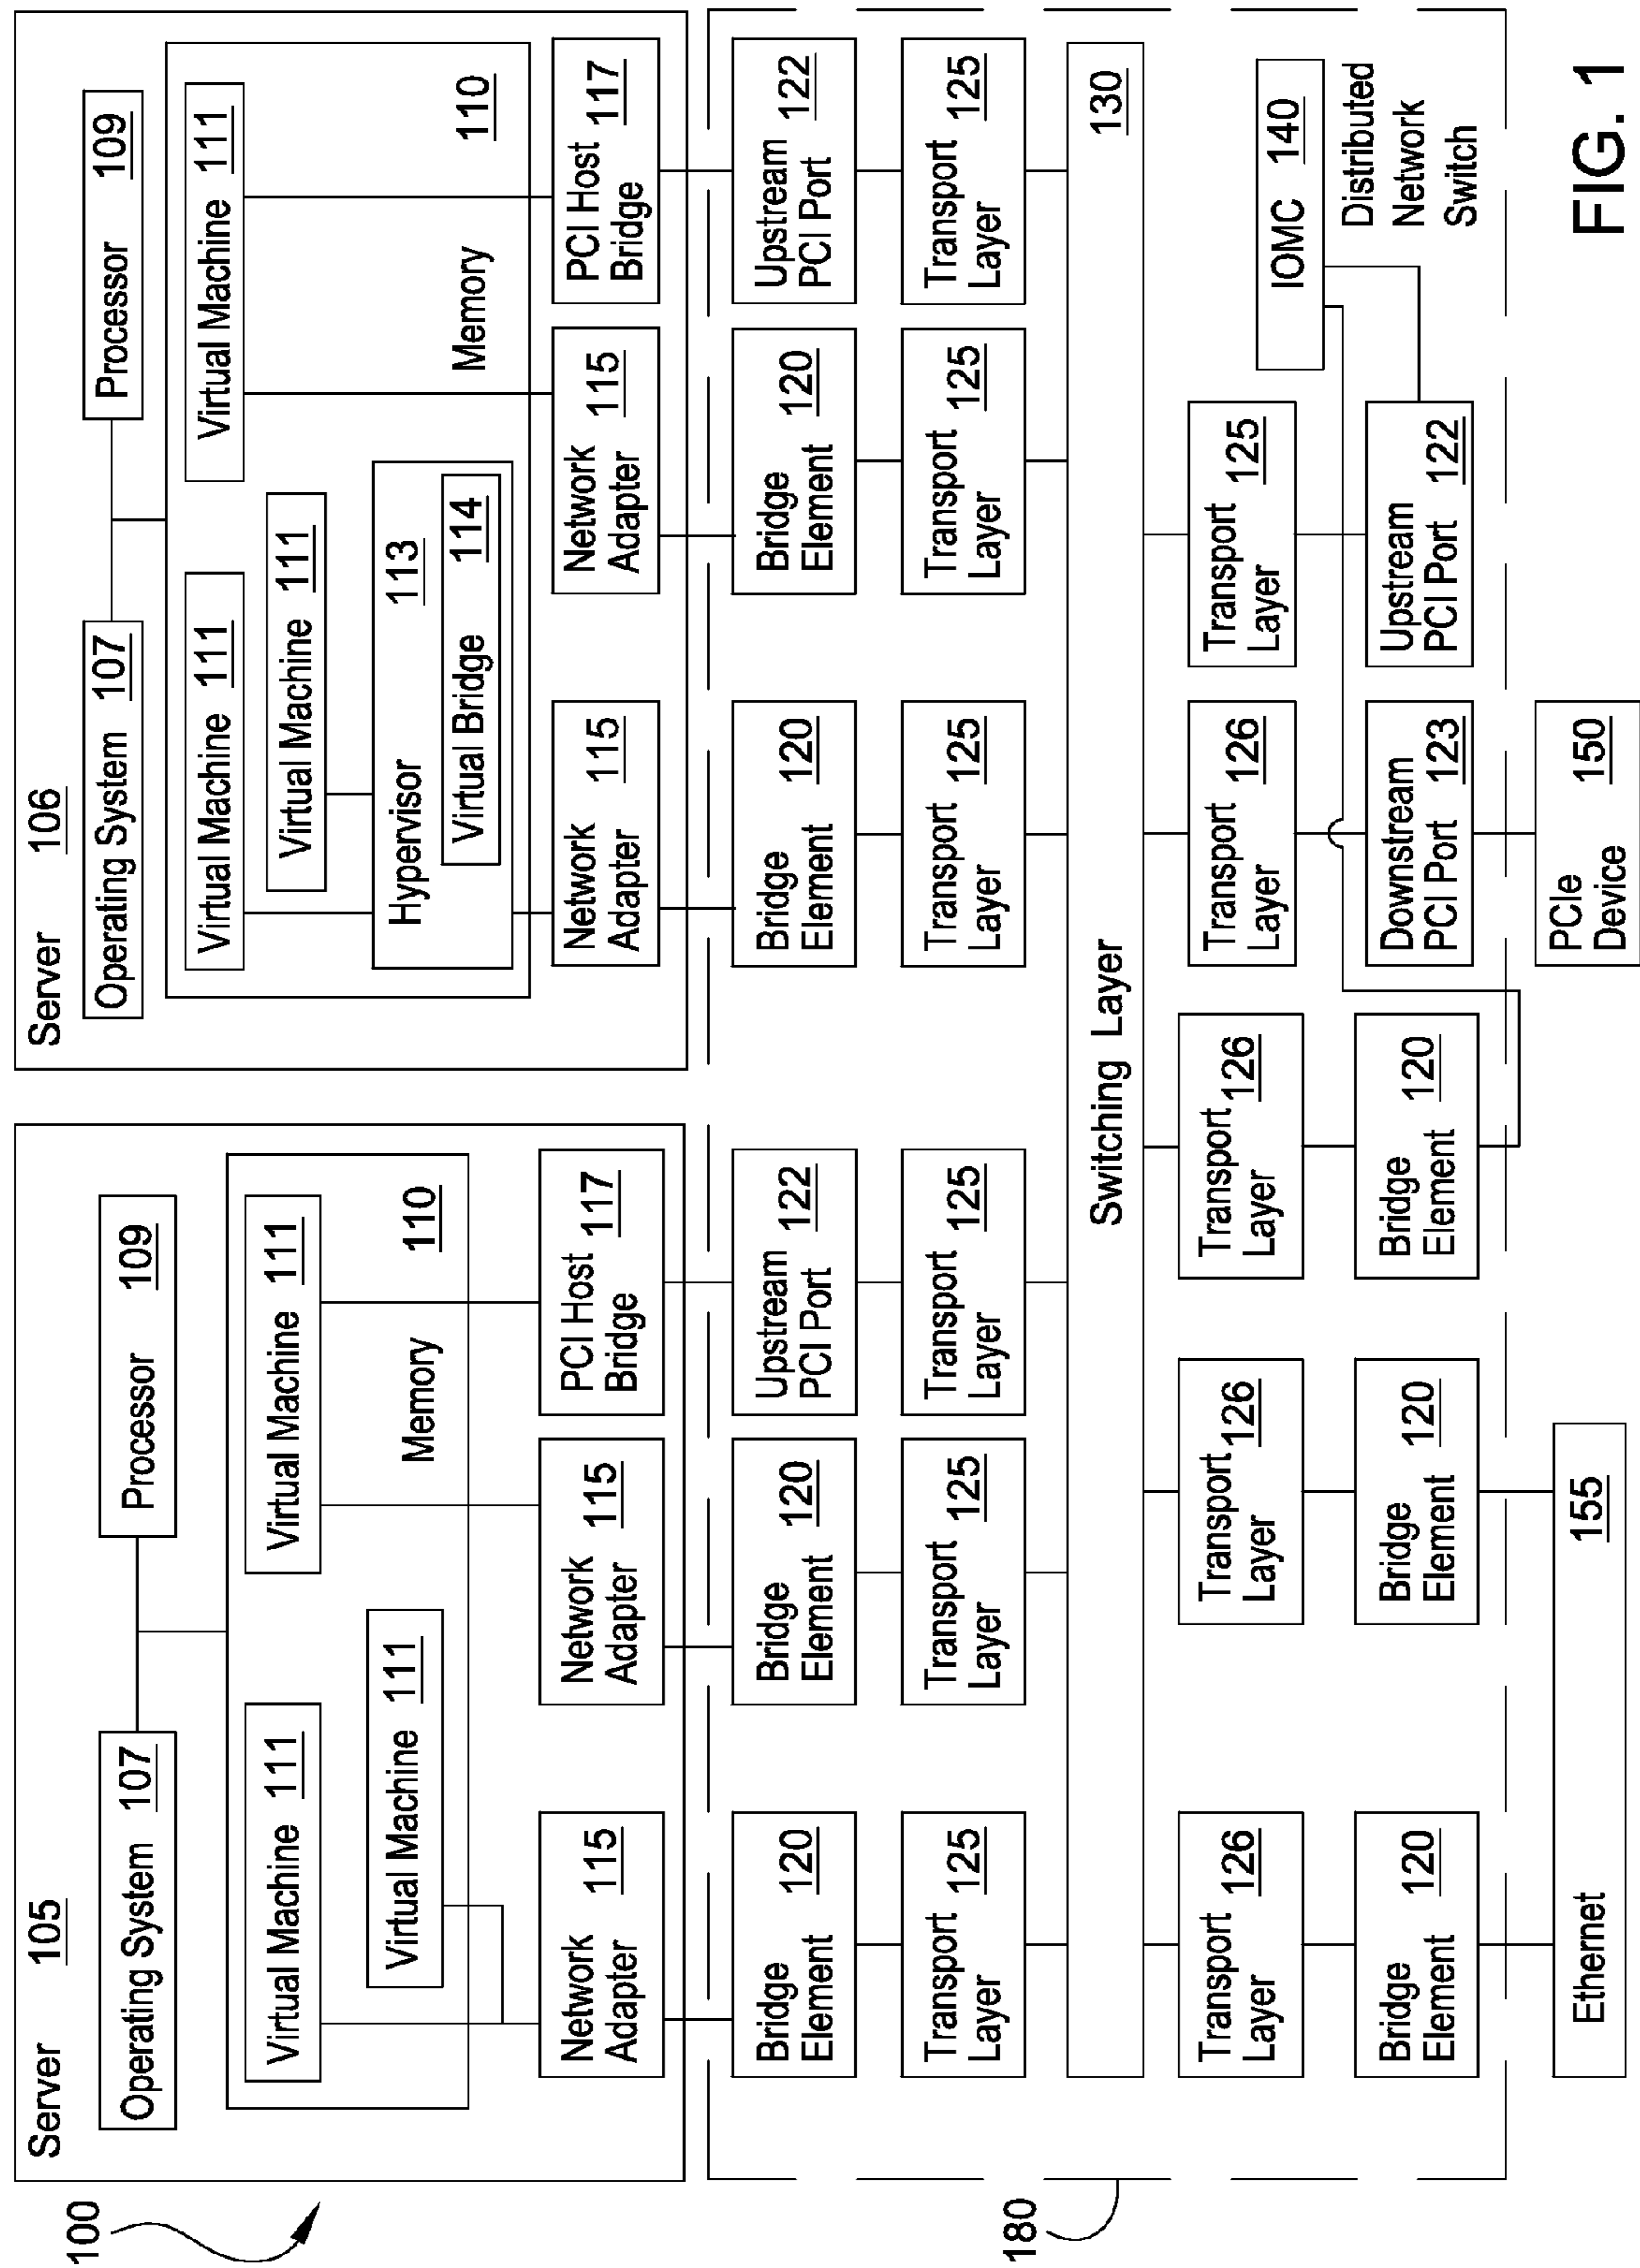 100
Server 105
Operating System 107
Processor 109
Virtual Machine 111
Virtual Machine 111
Virtual Machine 111
Memory 110
Network
Adapter 115
Network
Adapter 115
PCI Host
Bridge 117
Server 106
Operating System 107
Processor 109
Virtual Machine 111
Virtual Machine 111
Virtual Machine 111
Hypervisor 113
Virtual Bridge 114
Memory 110
Network
Adapter 115
Network
Adapter 115
PCI Host
Bridge 117
180
Bridge
Element 120
Bridge
Element 120
Upstream
PCI Port 122
Bridge
Element 120
Bridge
Element 120
Upstream
PCI Port 122
Transport
Layer 125
Transport
Layer 125
Transport
Layer 125
Transport
Layer 125
Transport
Layer 125
Transport
Layer 125
Switching Layer 130
Transport
Layer 126
Transport
Layer 126
Transport
Layer 126
Transport
Layer 126
Transport
Layer 125
IOMC 140
Bridge
Element 120
Bridge
Element 120
Bridge
Element 120
Downstream
PCI Port 123
Upstream
PCI Port 122
Distributed
Network
Switch
Ethernet 155
PCIe
Device 150
FIG. 1